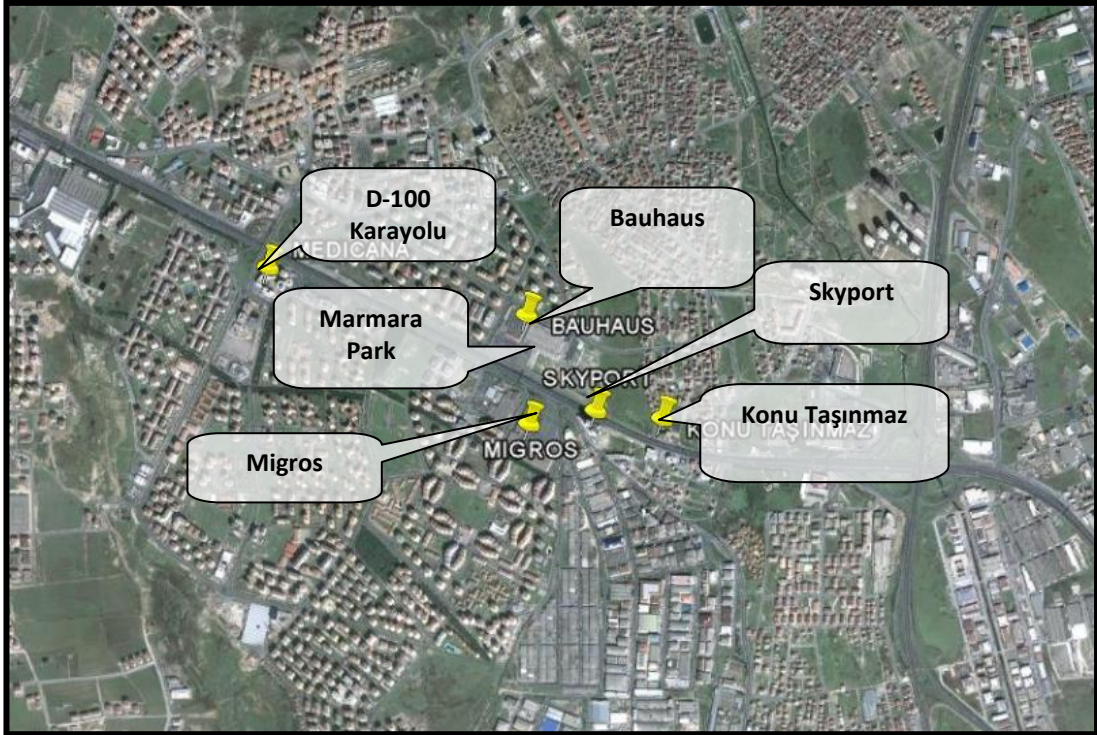 D-100
Karayolu
MEDICANA
Bauhaus
Skyport
Marmara
Park
BAUHAUS
SKYPORT
Konu Taşınmaz
KONU TAŞINMAZ
Migros
MIGROS